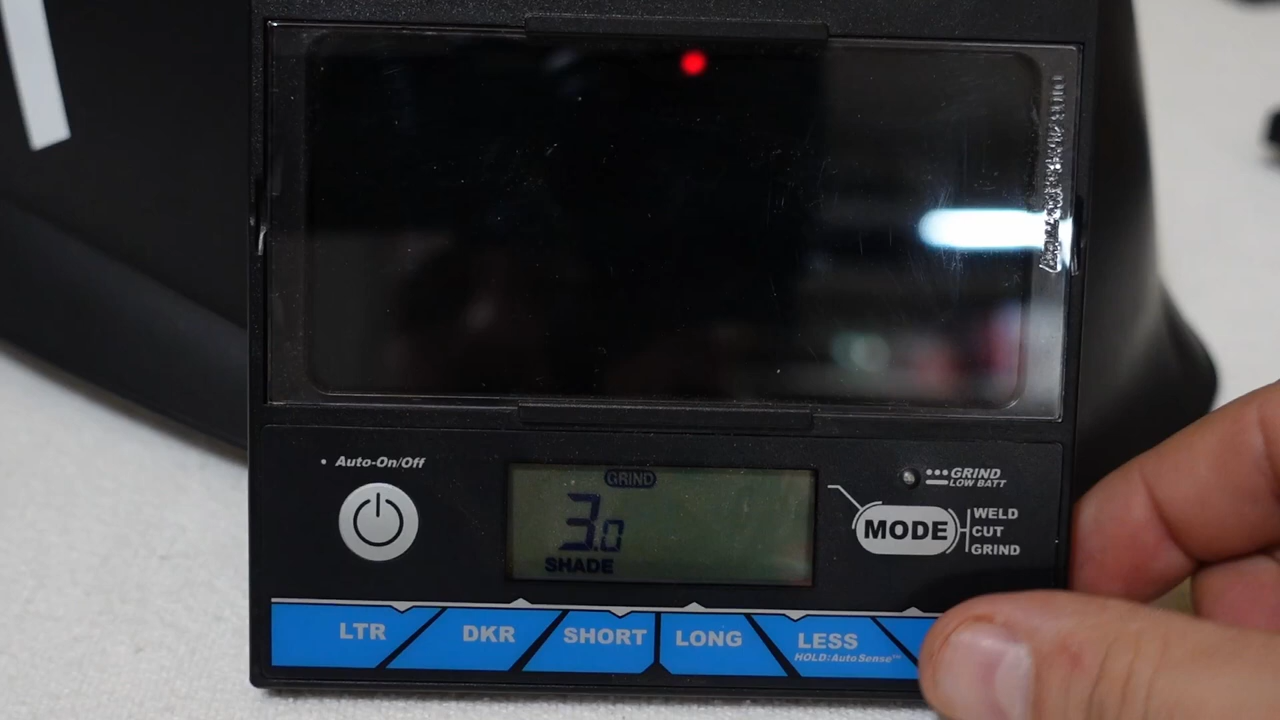 Auto-On/Off
GRIND
3.0
SHADE
GRIND
LOW BATT
MODE
WELD
CUT
GRIND
LTR
DKR
SHORT
LONG
LESS
HOLD:AutoSense™